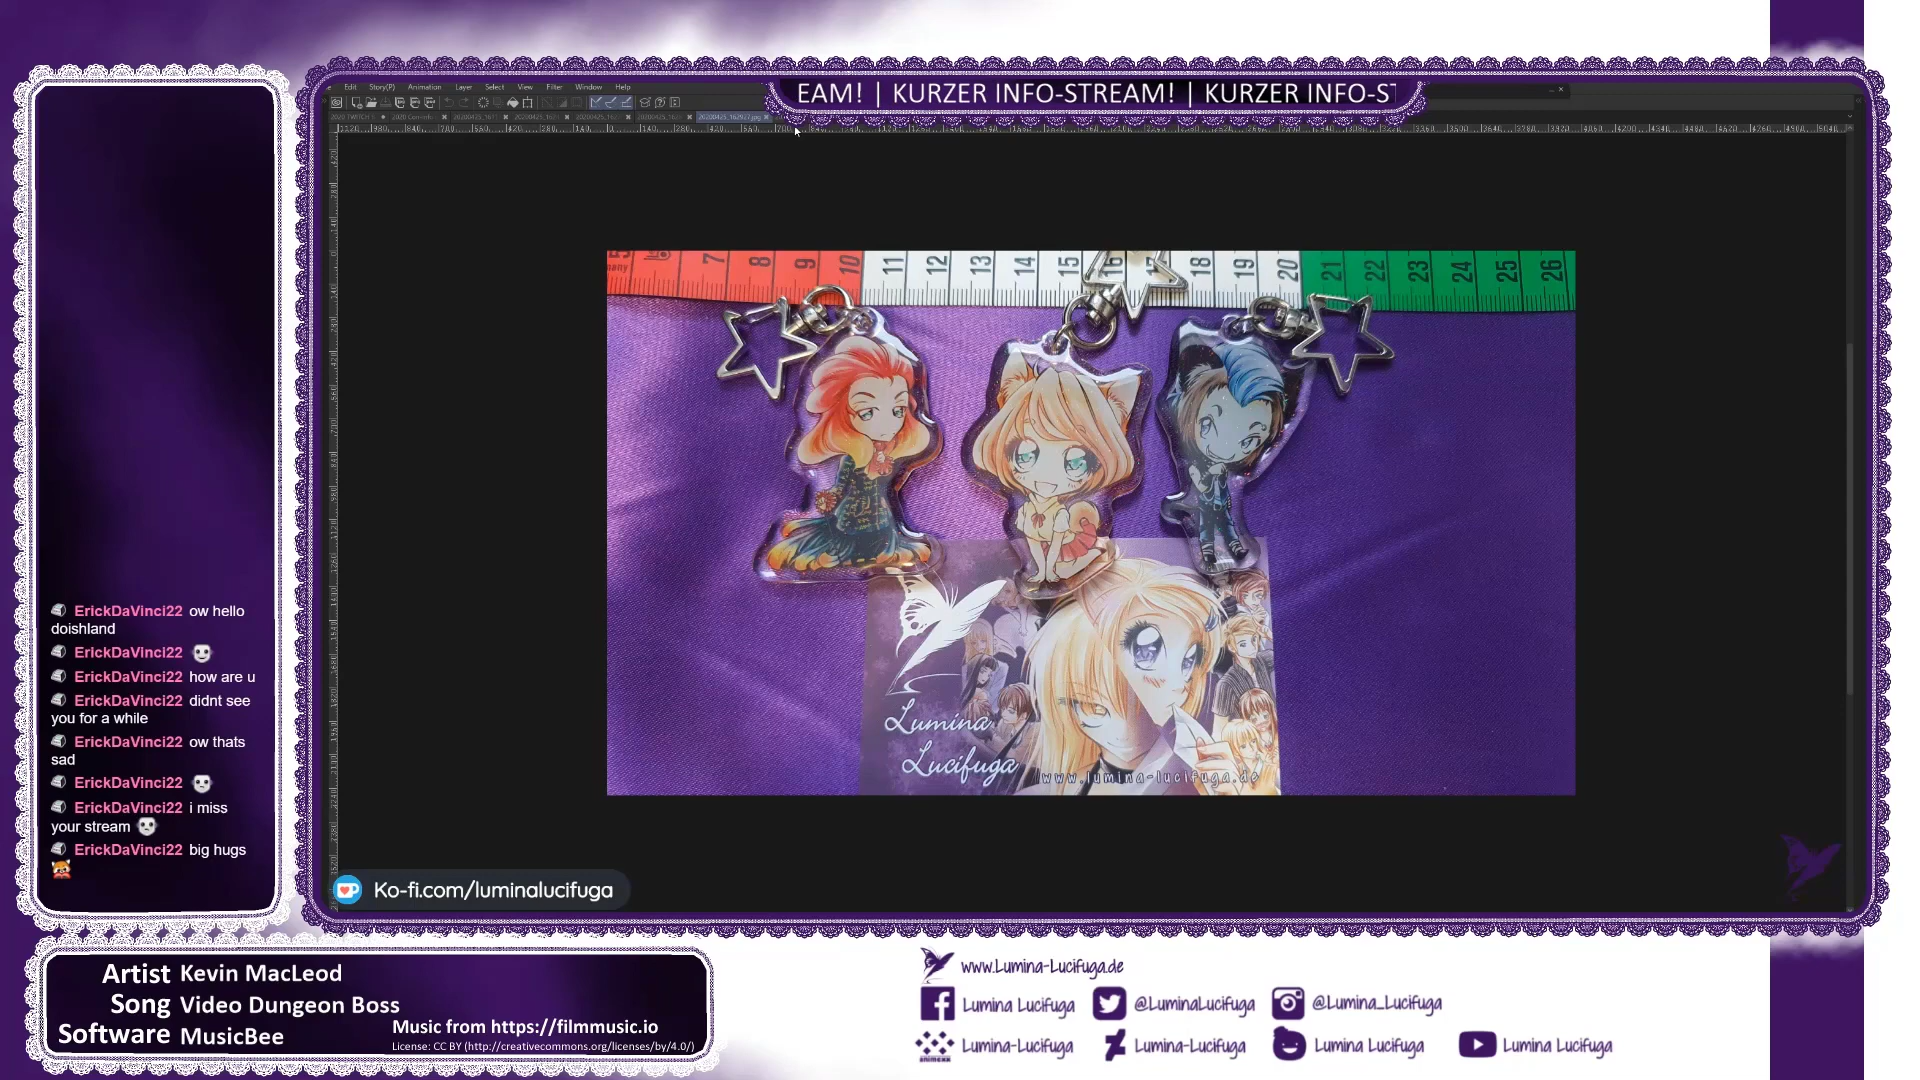 EAM! | KURZER INFO-STREAM! | KURZER INFO-S
Edit Story(P) Animation Layer Select View Filter Window Help
7 8 9 10 11 12 13 14 15 16 17 18 19 20 21 22 23 24 25 26
Lumina
Lucifuga
www.lumina-lucifuga.de
ErickDaVinci22 ow hello
doishland
ErickDaVinci22
ErickDaVinci22 how are u
ErickDaVinci22 didnt see
you for a while
ErickDaVinci22 ow thats
sad
ErickDaVinci22
ErickDaVinci22 i miss
your stream
ErickDaVinci22 big hugs
Ko-fi.com/luminalucifuga
Artist Kevin MacLeod
Song Video Dungeon Boss
Software MusicBee
Music from https://filmmusic.io
License: CC BY (http://creativecommons.org/licenses/by/4.0/)
www.Lumina-Lucifuga.de
Lumina Lucifuga @LuminaLucifuga @Lumina_Lucifuga
ANIMEXX Lumina-Lucifuga Lumina-Lucifuga Lumina Lucifuga Lumina Lucifuga